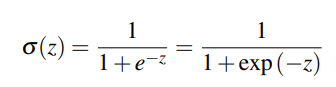 σ(z) = 1 / (1 + e^{−z}) = 1 / (1 + exp(−z))